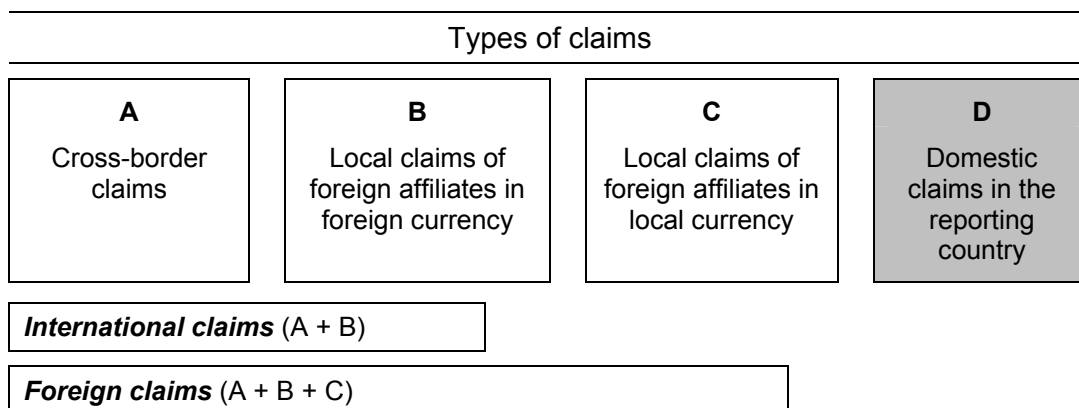 Types of claims
A
Cross-border
claims
B
Local claims of
foreign affiliates in
foreign currency
C
Local claims of
foreign affiliates in
local currency
D
Domestic
claims in the
reporting
country
International claims (A + B)
Foreign claims (A + B + C)